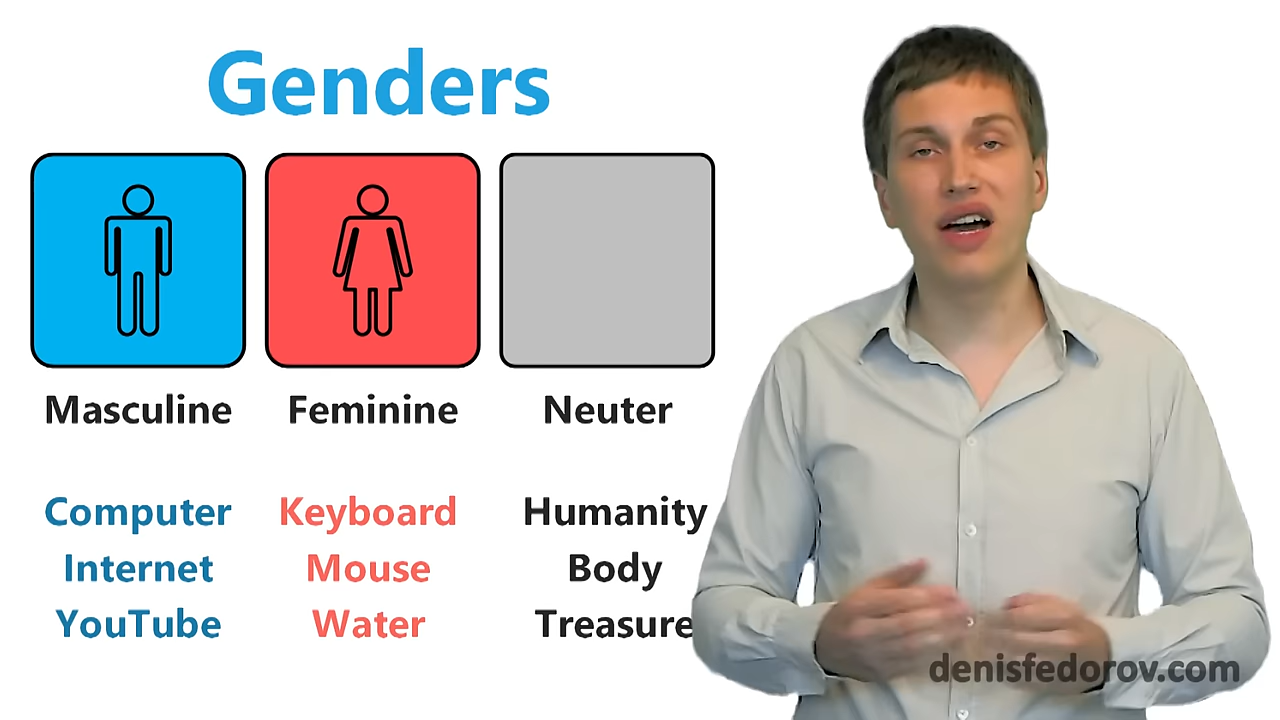 Genders
Masculine Feminine Neuter
Computer Keyboard Humanity
Internet Mouse Body
YouTube Water Treasure
denisfedorov.com